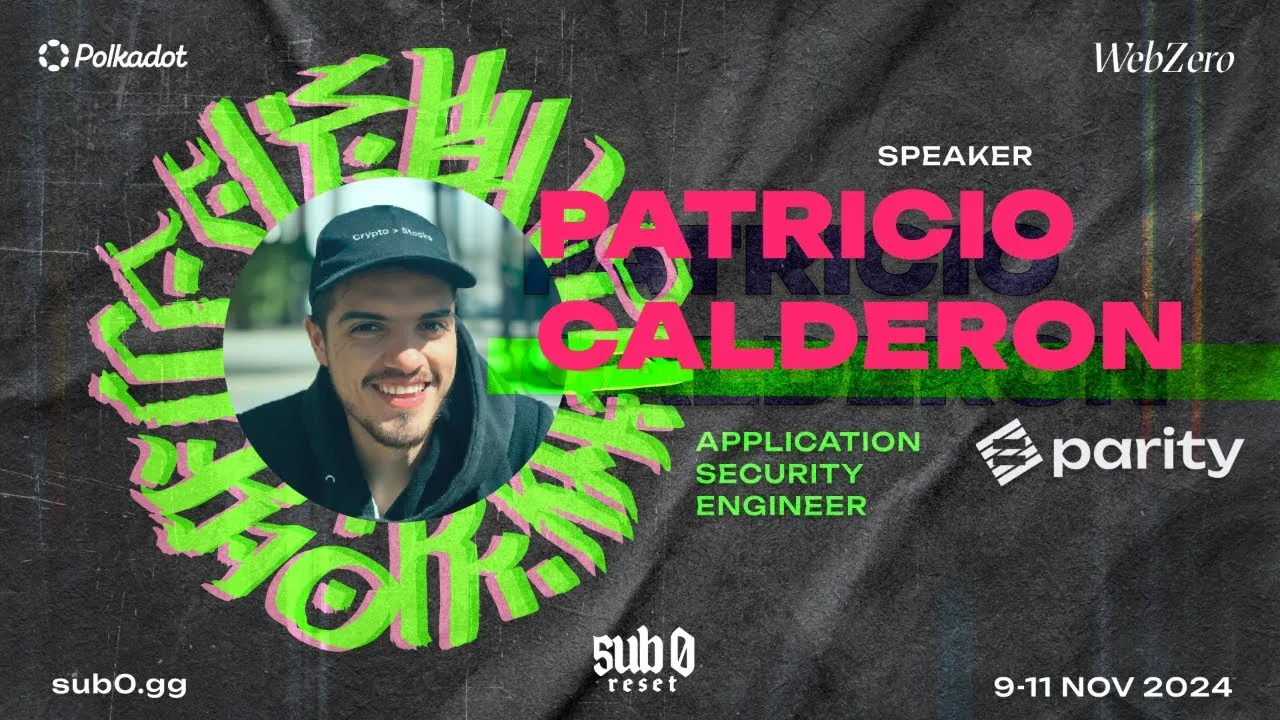 Polkadot
WebZero
SPEAKER
PATRICIO
CALDERON
Crypto > Stocks
APPLICATION
SECURITY
ENGINEER
parity
sub0
reset
sub0.gg
9-11 NOV 2024